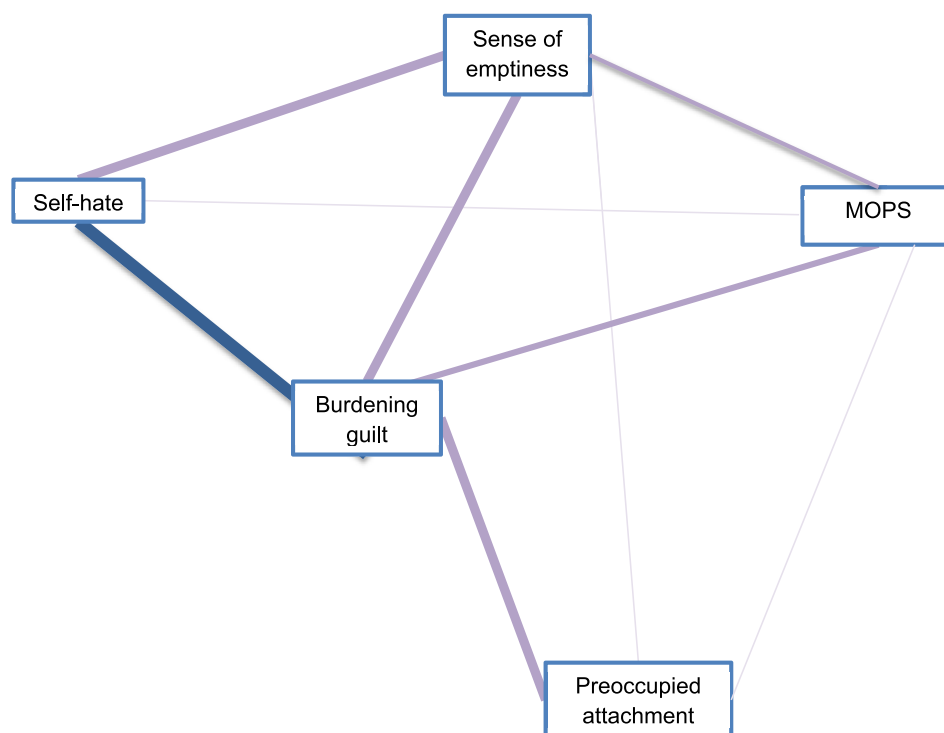 Sense of
emptiness
Self-hate
MOPS
Burdening
guilt
Preoccupied
attachment